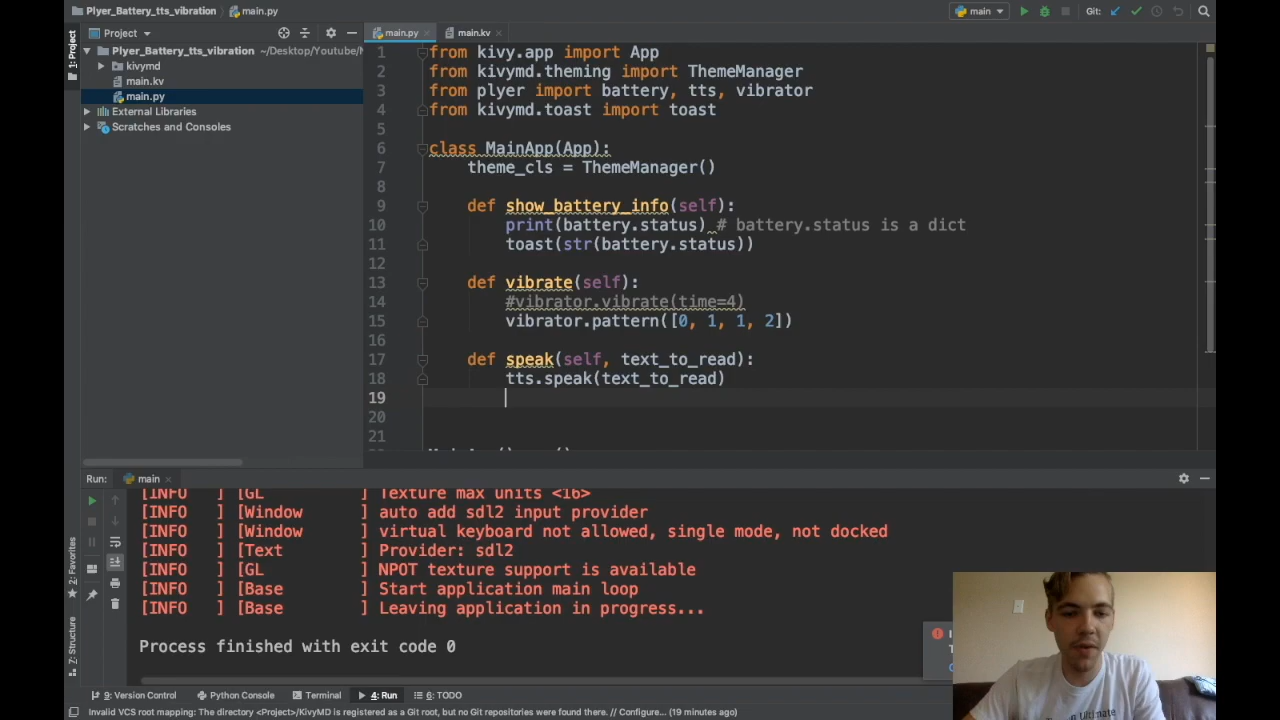 Plyer_Battery_tts_vibration
main.py
main
Git:
Project
main.py
main.kv
1: Project
Plyer_Battery_tts_vibration ~/Desktop/Youtube/
kivymd
main.kv
main.py
External Libraries
Scratches and Consoles
1 from kivy.app import App
2 from kivymd.theming import ThemeManager
3 from plyer import battery, tts, vibrator
4 from kivymd.toast import toast
5
6 class MainApp(App):
7 theme_cls = ThemeManager()
8
9 def show_battery_info(self):
10 print(battery.status) # battery.status is a dict
11 toast(str(battery.status))
12
13 def vibrate(self):
14 #vibrator.vibrate(time=4)
15 vibrator.pattern([0, 1, 1, 2])
16
17 def speak(self, text_to_read):
18 tts.speak(text_to_read)
19
20
21
Run: main
[INFO ] [GL ] Texture max units <16>
[INFO ] [Window ] auto add sdl2 input provider
[INFO ] [Window ] virtual keyboard not allowed, single mode, not docked
[INFO ] [Text ] Provider: sdl2
[INFO ] [GL ] NPOT texture support is available
[INFO ] [Base ] Start application main loop
[INFO ] [Base ] Leaving application in progress...
Process finished with exit code 0
2: Favorites
7: Structure
9: Version Control
Python Console
Terminal
4: Run
6: TODO
Invalid VCS root mapping: The directory <Project>/KivyMD is registered as a Git root, but no Git repositories were found there. // Configure... (19 minutes ago)
Ultimate